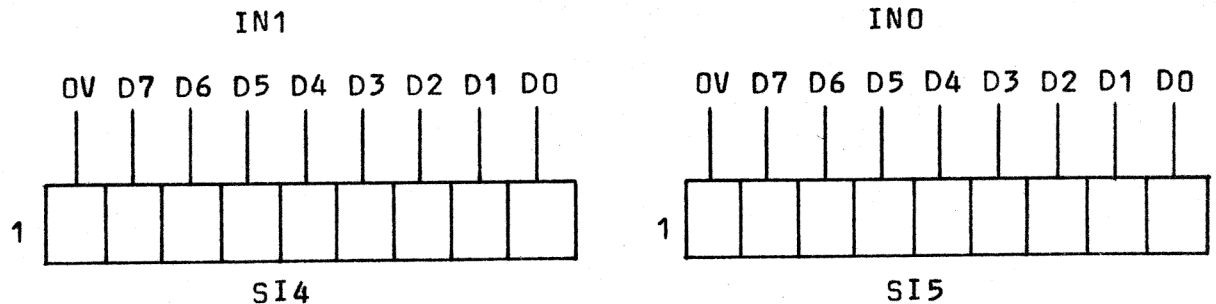 IN1 IN0
0V D7 D6 D5 D4 D3 D2 D1 D0 0V D7 D6 D5 D4 D3 D2 D1 D0
1 1
SI4 SI5